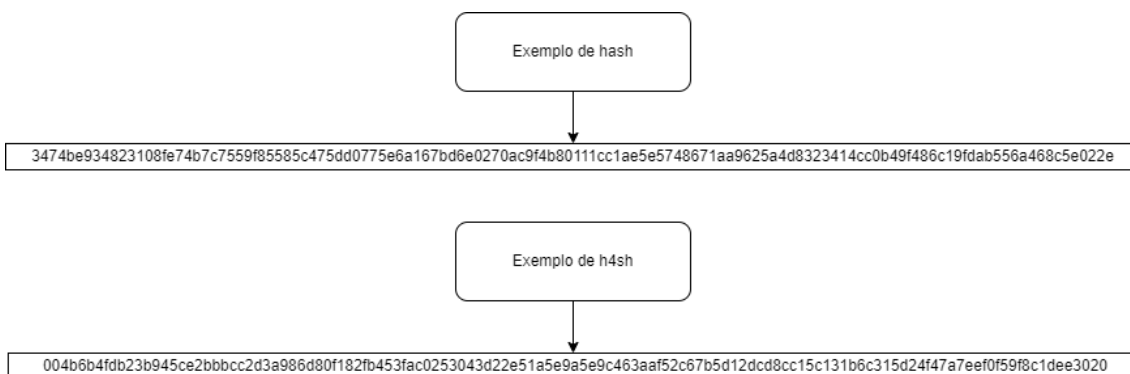 Exemplo de hash
3474be934823108fe74b7c7559f85585c475dd0775e6a167bd6e0270ac9f4b80111cc1ae5e5748671aa9625a4d8323414cc0b49f486c19fdab556a468c5e022e
Exemplo de h4sh
004b6b4fdb23b945ce2bbbcc2d3a986d80f182fb453fac0253043d22e51a5e9a5e9c463aaf52c67b5d12dcd8cc15c131b6c315d24f47a7eef0f59f8c1dee3020